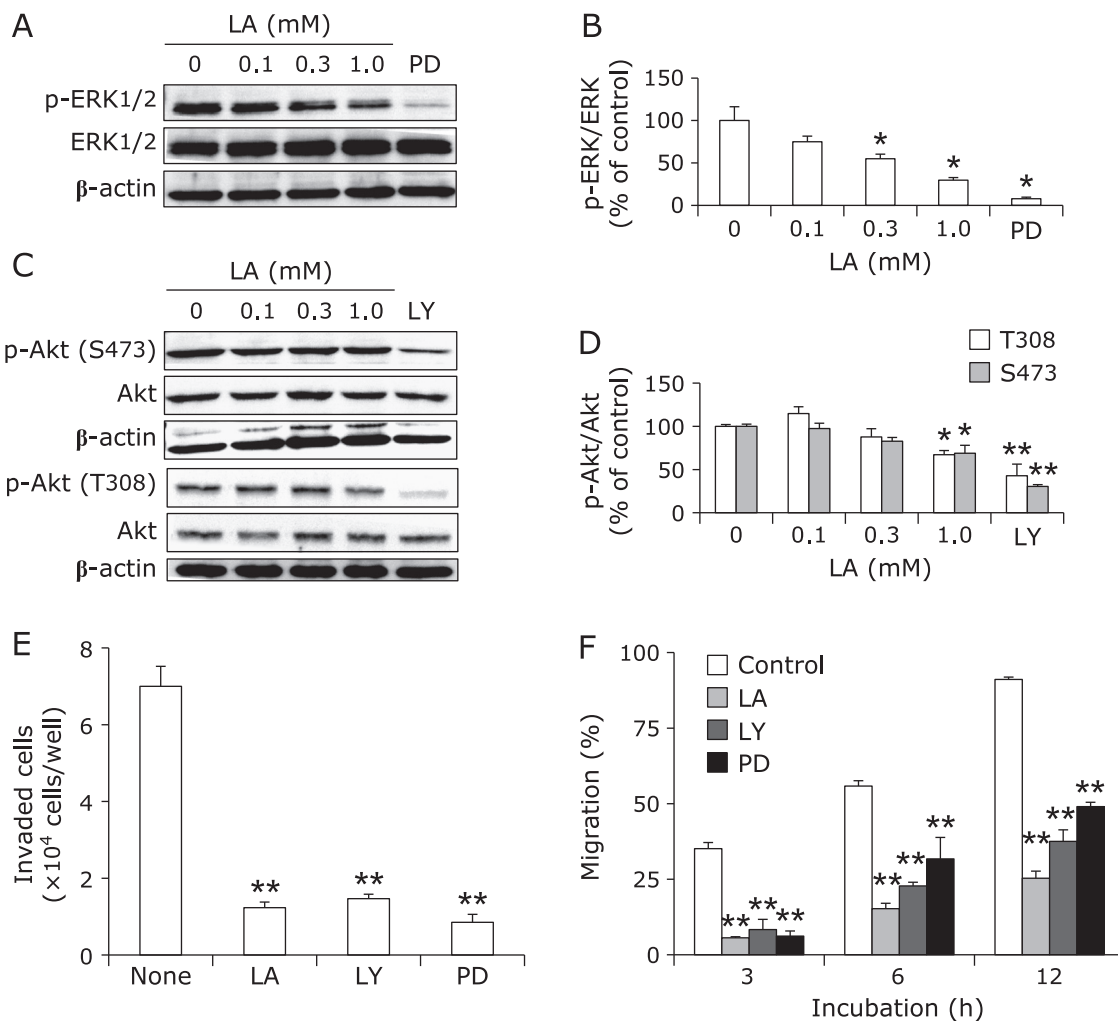 A
LA (mM)
0 0.1 0.3 1.0 PD
p-ERK1/2
ERK1/2
β-actin
B
p-ERK/ERK
(% of control)
150
100
50
0
* * *
0 0.1 0.3 1.0 PD
LA (mM)
C
LA (mM)
0 0.1 0.3 1.0 LY
p-Akt (S473)
Akt
β-actin
p-Akt (T308)
Akt
β-actin
D
T308
S473
p-Akt/Akt
(% of control)
150
100
50
0
* * ** **
0 0.1 0.3 1.0 LY
LA (mM)
E
Invaded cells
(×10⁴ cells/well)
8
6
4
2
0
** ** **
None LA LY PD
F
Control
LA
LY
PD
Migration (%)
100
75
50
25
0
** ** ** ** ** ** ** ** **
3 6 12
Incubation (h)